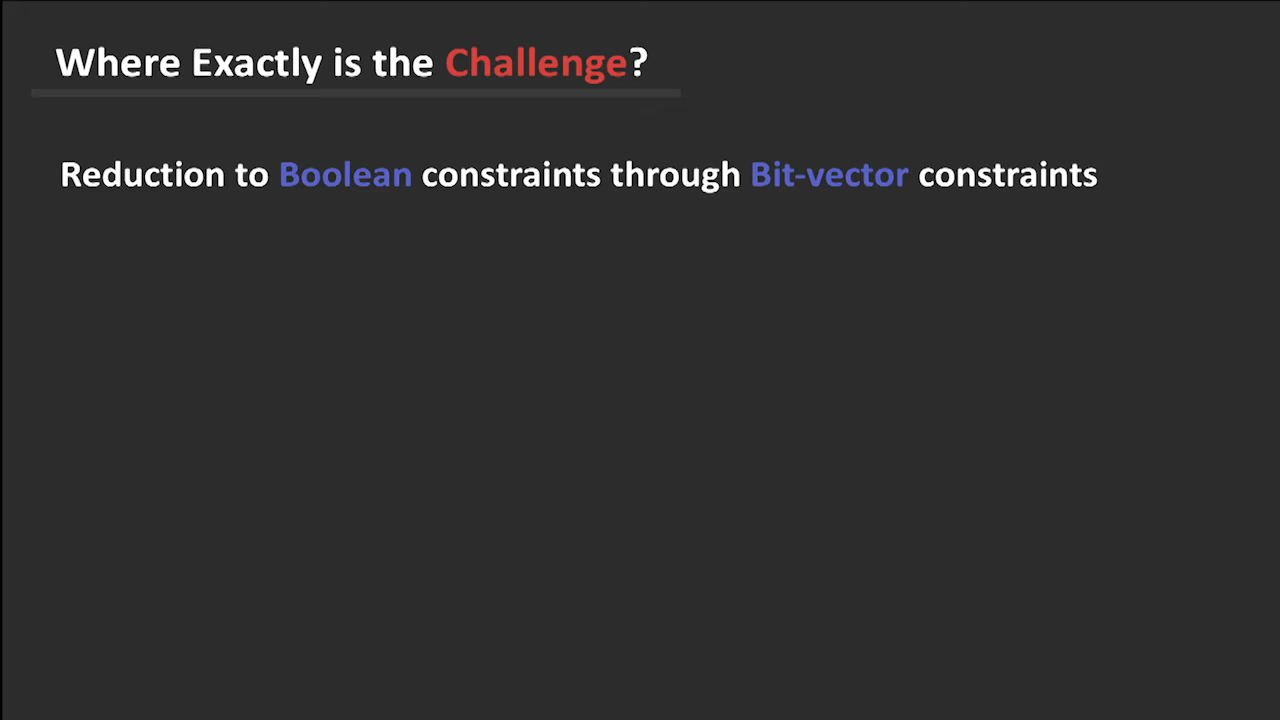 Where Exactly is the Challenge?
Reduction to Boolean constraints through Bit-vector constraints